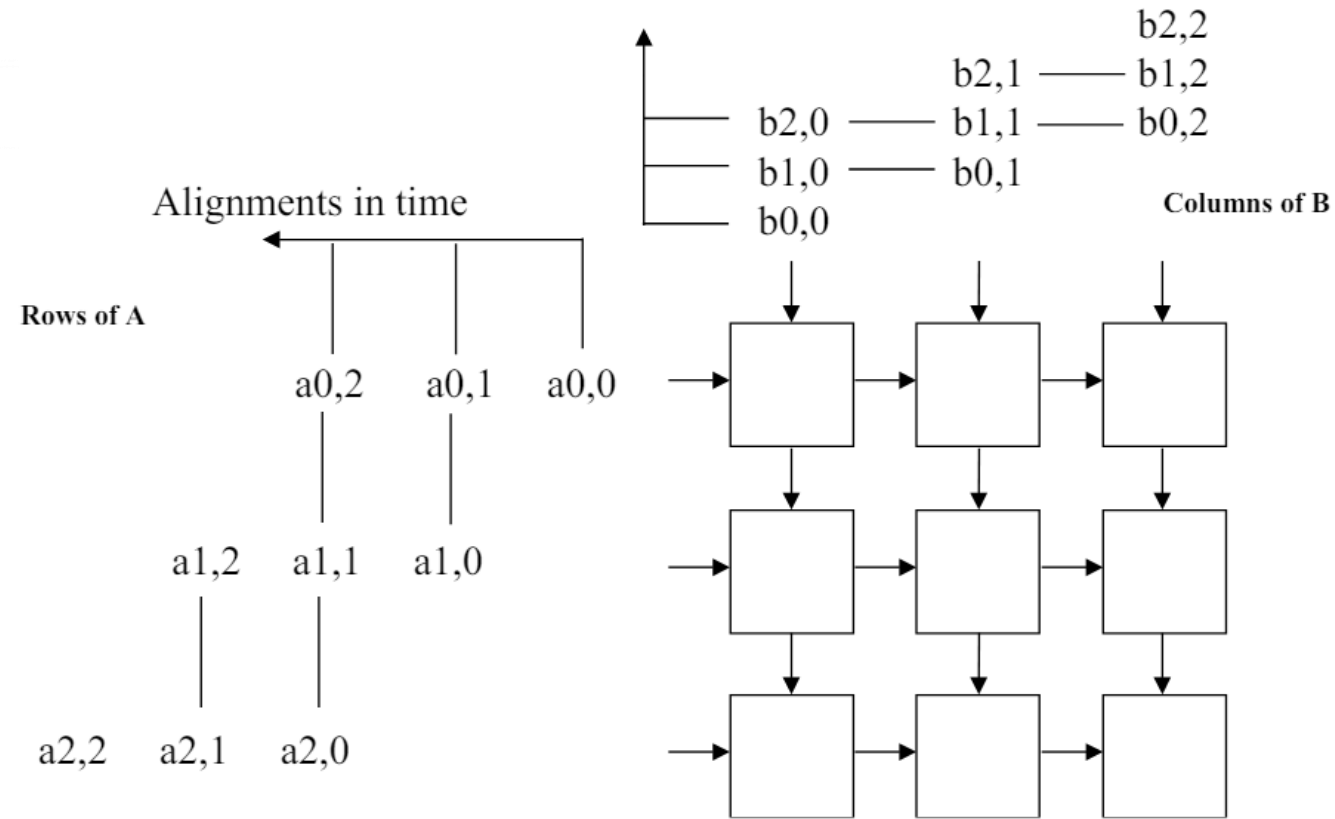 b2,2
b2,1 b1,2
b2,0 b1,1 b0,2
b1,0 b0,1
Alignments in time
Columns of B
b0,0
Rows of A
a0,2 a0,1 a0,0
a1,2 a1,1 a1,0
a2,2 a2,1 a2,0